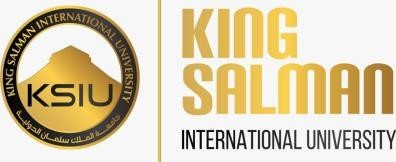 KING SALMAN INTERNATIONAL UNIVERSITY
KSIU
جامعة الملك سلمان الدولية
KING
SALMAN
INTERNATIONAL UNIVERSITY